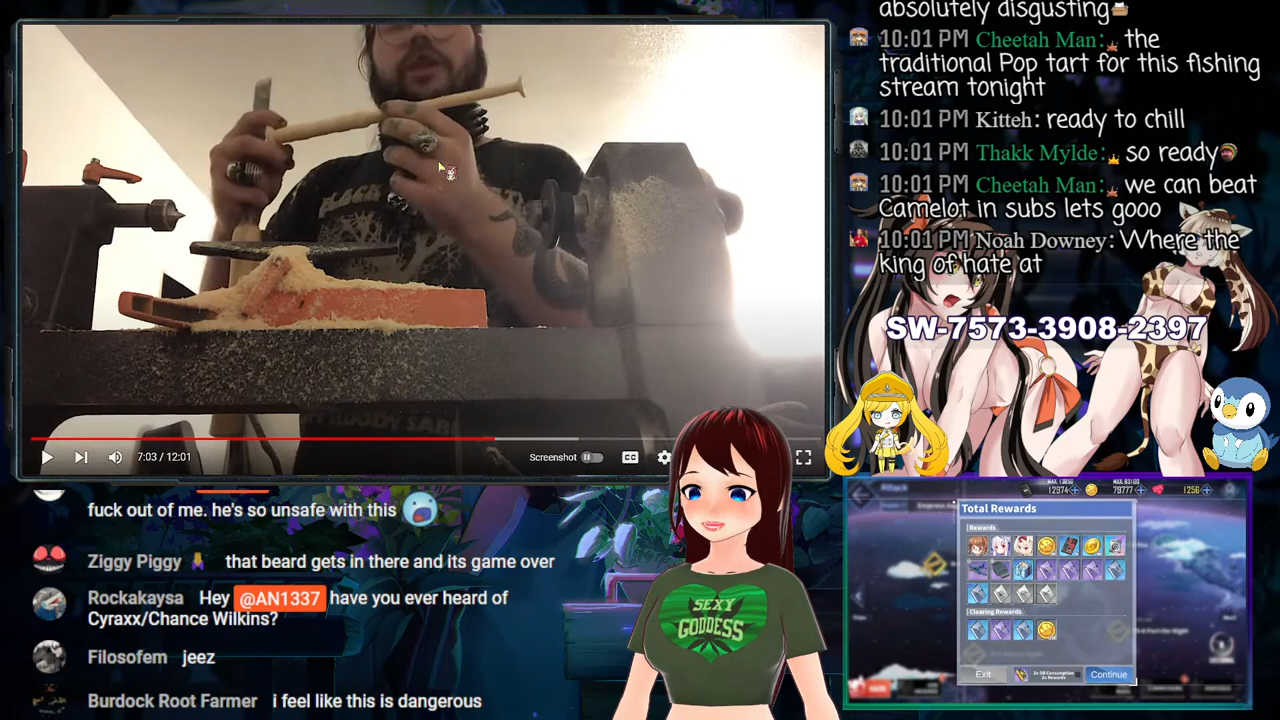 absolutely disgusting
10:01 PM Cheetah Man: the
traditional Pop tart for this fishing
stream tonight
10:01 PM Kitteh: ready to chill
10:01 PM Thakk Mylde: so ready
10:01 PM Cheetah Man: we can beat
Camelot in subs lets gooo
10:01 PM Noah Downey: Where the
king of hate at
SW-7573-3908-2397
7:03 / 12:01
Screenshot
CC
fuck out of me. he's so unsafe with this
Ziggy Piggy that beard gets in there and its game over
Rockakaysa Hey @AN1337 have you ever heard of
Cyraxx/Chance Wilkins?
Filosofem jeez
Burdock Root Farmer i feel like this is dangerous
SEXY
GODDESS
Attack
12974
79777
1256
Total Rewards
Rewards
Clearing Rewards
Exit
Continue